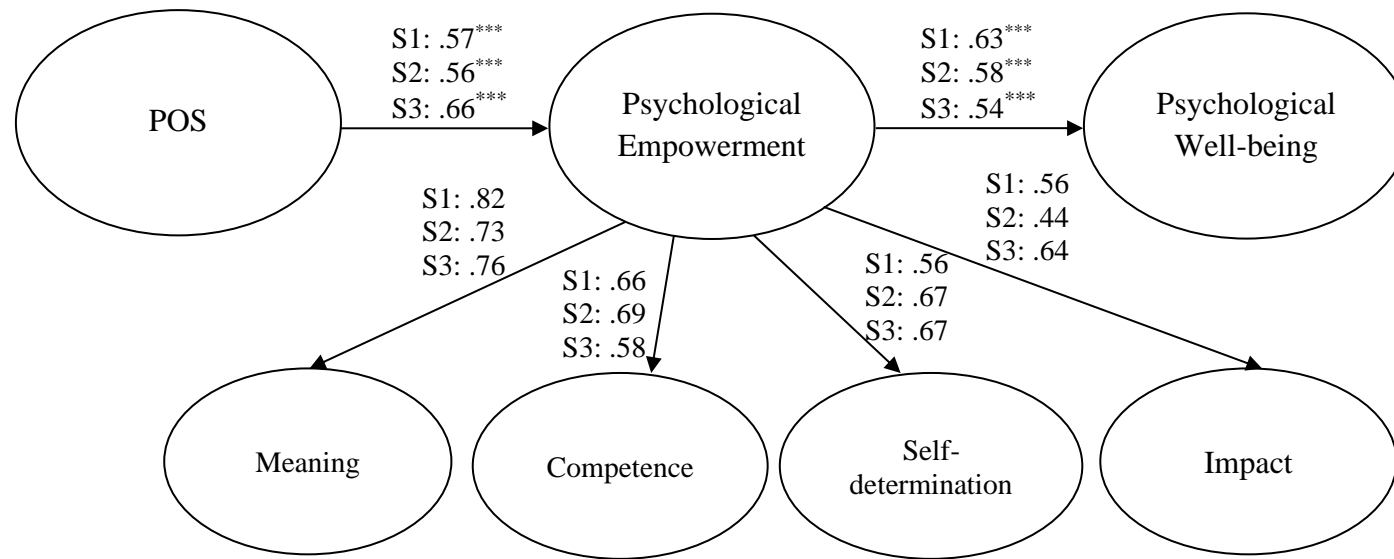 POS
S1: .57***
S2: .56***
S3: .66***
Psychological
Empowerment
S1: .63***
S2: .58***
S3: .54***
Psychological
Well-being
S1: .82
S2: .73
S3: .76
S1: .66
S2: .69
S3: .58
S1: .56
S2: .67
S3: .67
S1: .56
S2: .44
S3: .64
Meaning
Competence
Self-
determination
Impact